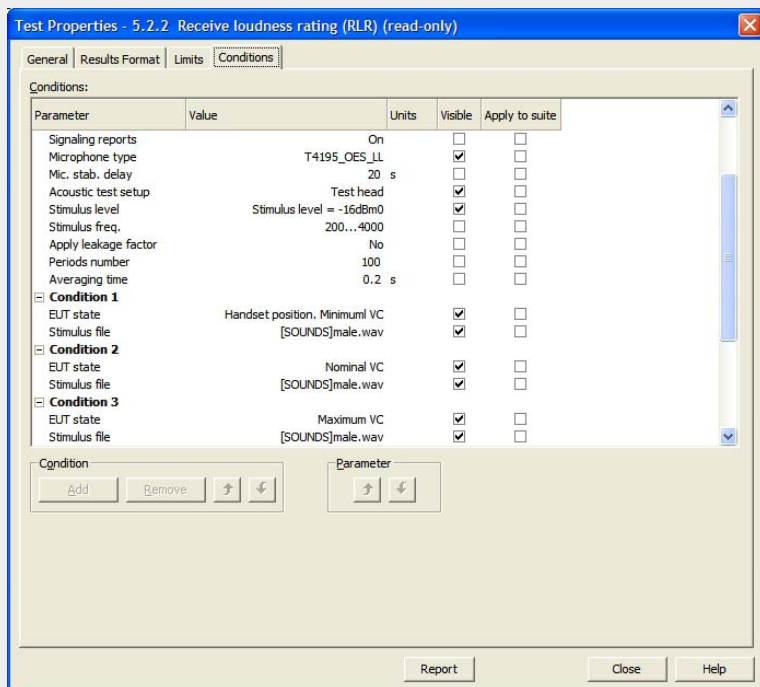 Test Properties - 5.2.2 Receive loudness rating (RLR) (read-only)
General Results Format Limits Conditions
Conditions:
Parameter Value Units Visible Apply to suite
Signaling reports On
Microphone type T4195_OES_LL
Mic. stab. delay 20 s
Acoustic test setup Test head
Stimulus level Stimulus level = -16dBm0
Stimulus freq. 200...4000
Apply leakage factor No
Periods number 100
Averaging time 0.2 s
Condition 1
EUT state Handset position. Minimuml VC
Stimulus file [SOUNDS]male.wav
Condition 2
EUT state Nominal VC
Stimulus file [SOUNDS]male.wav
Condition 3
EUT state Maximum VC
Stimulus file [SOUNDS]male.wav
Condition Parameter
Add Remove
Report Close Help